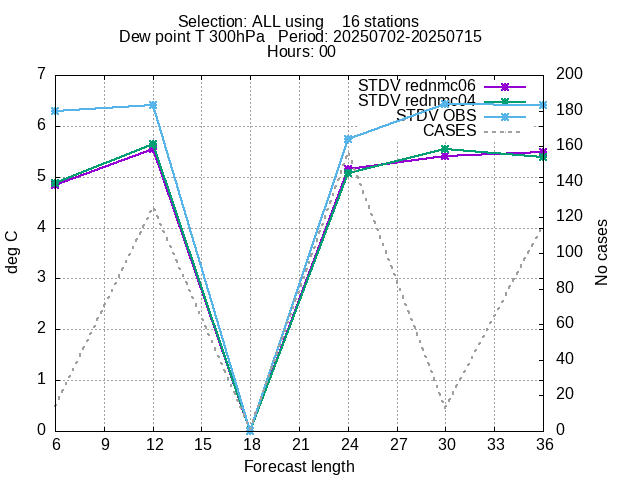 Selection: ALL using    16 stations
Dew point T 300hPa   Period: 20250702-20250715
Hours: 00
STDV rednmc06
STDV rednmc04
STDV OBS
CASES
deg C
No cases
7
6
5
4
3
2
1
0
200
180
160
140
120
100
80
60
40
20
0
6 9 12 15 18 21 24 27 30 33 36
Forecast length